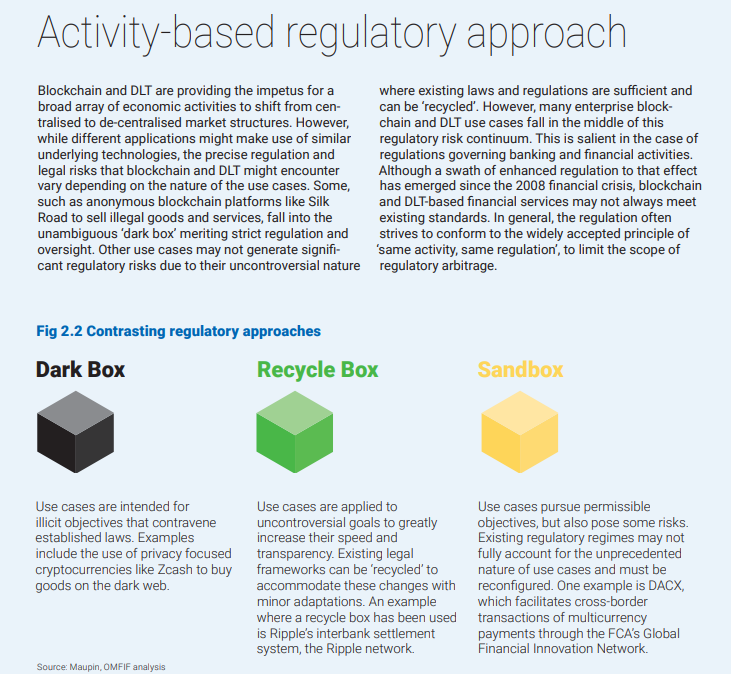 Activity-based regulatory approach
Blockchain and DLT are providing the impetus for a
broad array of economic activities to shift from cen-
tralised to de-centralised market structures. However,
while different applications might make use of similar
underlying technologies, the precise regulation and
legal risks that blockchain and DLT might encounter
vary depending on the nature of the use cases. Some,
such as anonymous blockchain platforms like Silk
Road to sell illegal goods and services, fall into the
unambiguous ‘dark box’ meriting strict regulation and
oversight. Other use cases may not generate signifi-
cant regulatory risks due to their uncontroversial nature
where existing laws and regulations are sufficient and
can be ‘recycled’. However, many enterprise block-
chain and DLT use cases fall in the middle of this
regulatory risk continuum. This is salient in the case of
regulations governing banking and financial activities.
Although a swath of enhanced regulation to that effect
has emerged since the 2008 financial crisis, blockchain
and DLT-based financial services may not always meet
existing standards. In general, the regulation often
strives to conform to the widely accepted principle of
‘same activity, same regulation’, to limit the scope of
regulatory arbitrage.
Fig 2.2 Contrasting regulatory approaches
Dark Box
Use cases are intended for
illicit objectives that contravene
established laws. Examples
include the use of privacy focused
cryptocurrencies like Zcash to buy
goods on the dark web.
Recycle Box
Use cases are applied to
uncontroversial goals to greatly
increase their speed and
transparency. Existing legal
frameworks can be ‘recycled’ to
accommodate these changes with
minor adaptations. An example
where a recycle box has been used
is Ripple’s interbank settlement
system, the Ripple network.
Sandbox
Use cases pursue permissible
objectives, but also pose some risks.
Existing regulatory regimes may not
fully account for the unprecedented
nature of use cases and must be
reconfigured. One example is DACX,
which facilitates cross-border
transactions of multicurrency
payments through the FCA’s Global
Financial Innovation Network.
Source: Maupin, OMFIF analysis